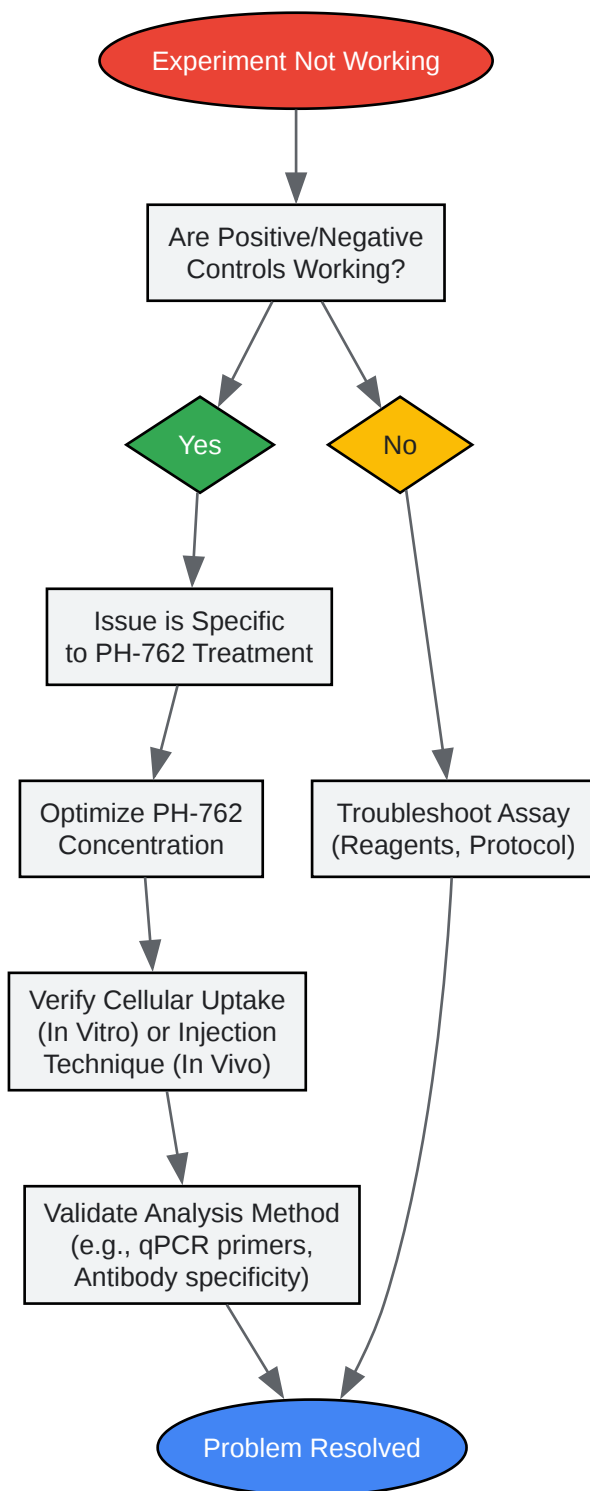 Experiment Not Working
Are Positive/Negative
Controls Working?
Yes
No
Issue is Specific
to PH-762 Treatment
Optimize PH-762
Concentration
Troubleshoot Assay
(Reagents, Protocol)
Verify Cellular Uptake
(In Vitro) or Injection
Technique (In Vivo)
Validate Analysis Method
(e.g., qPCR primers,
Antibody specificity)
Problem Resolved